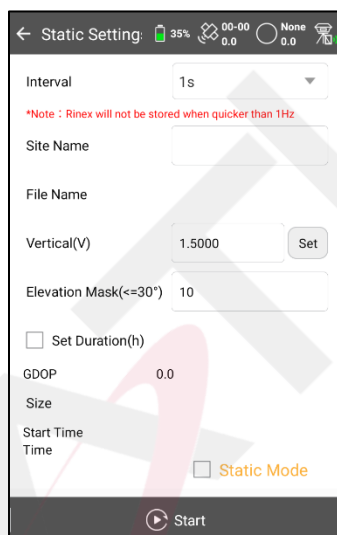 ← Static Setting: 35% 00-00 0.0 None 0.0
Interval 1s
*Note：Rinex will not be stored when quicker than 1Hz
Site Name
File Name
Vertical(V) 1.5000 Set
Elevation Mask(<=30°) 10
Set Duration(h)
GDOP 0.0
Size
Start Time
Time
Static Mode
Start